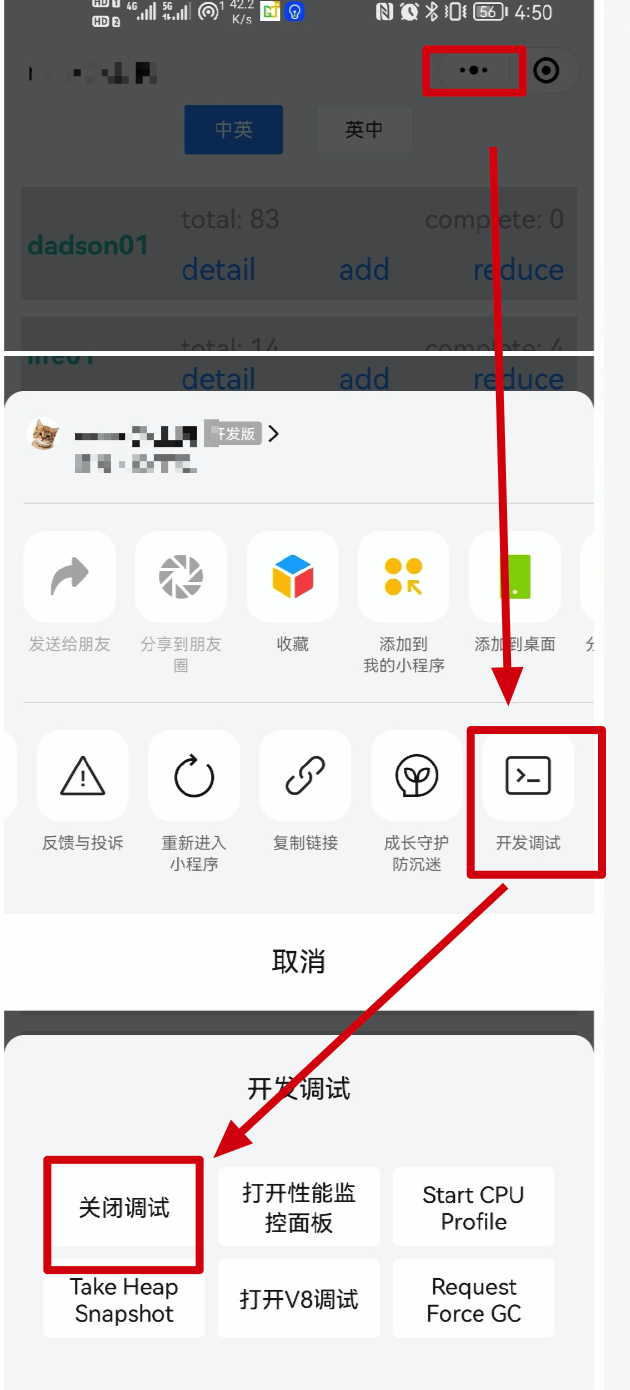 HD 1
HD 2
4G
5G
1
42.2
K/s
56
4:50
中英
英中
dadson01
total: 83
complete: 0
detail
add
reduce
total: 14
complete: 4
detail
add
reduce
开发版
发送给朋友
分享到朋友
圈
收藏
添加到
我的小程序
添加到桌面
反馈与投诉
重新进入
小程序
复制链接
成长守护
防沉迷
开发调试
取消
开发调试
关闭调试
打开性能监
控面板
Start CPU
Profile
Take Heap
Snapshot
打开V8调试
Request
Force GC